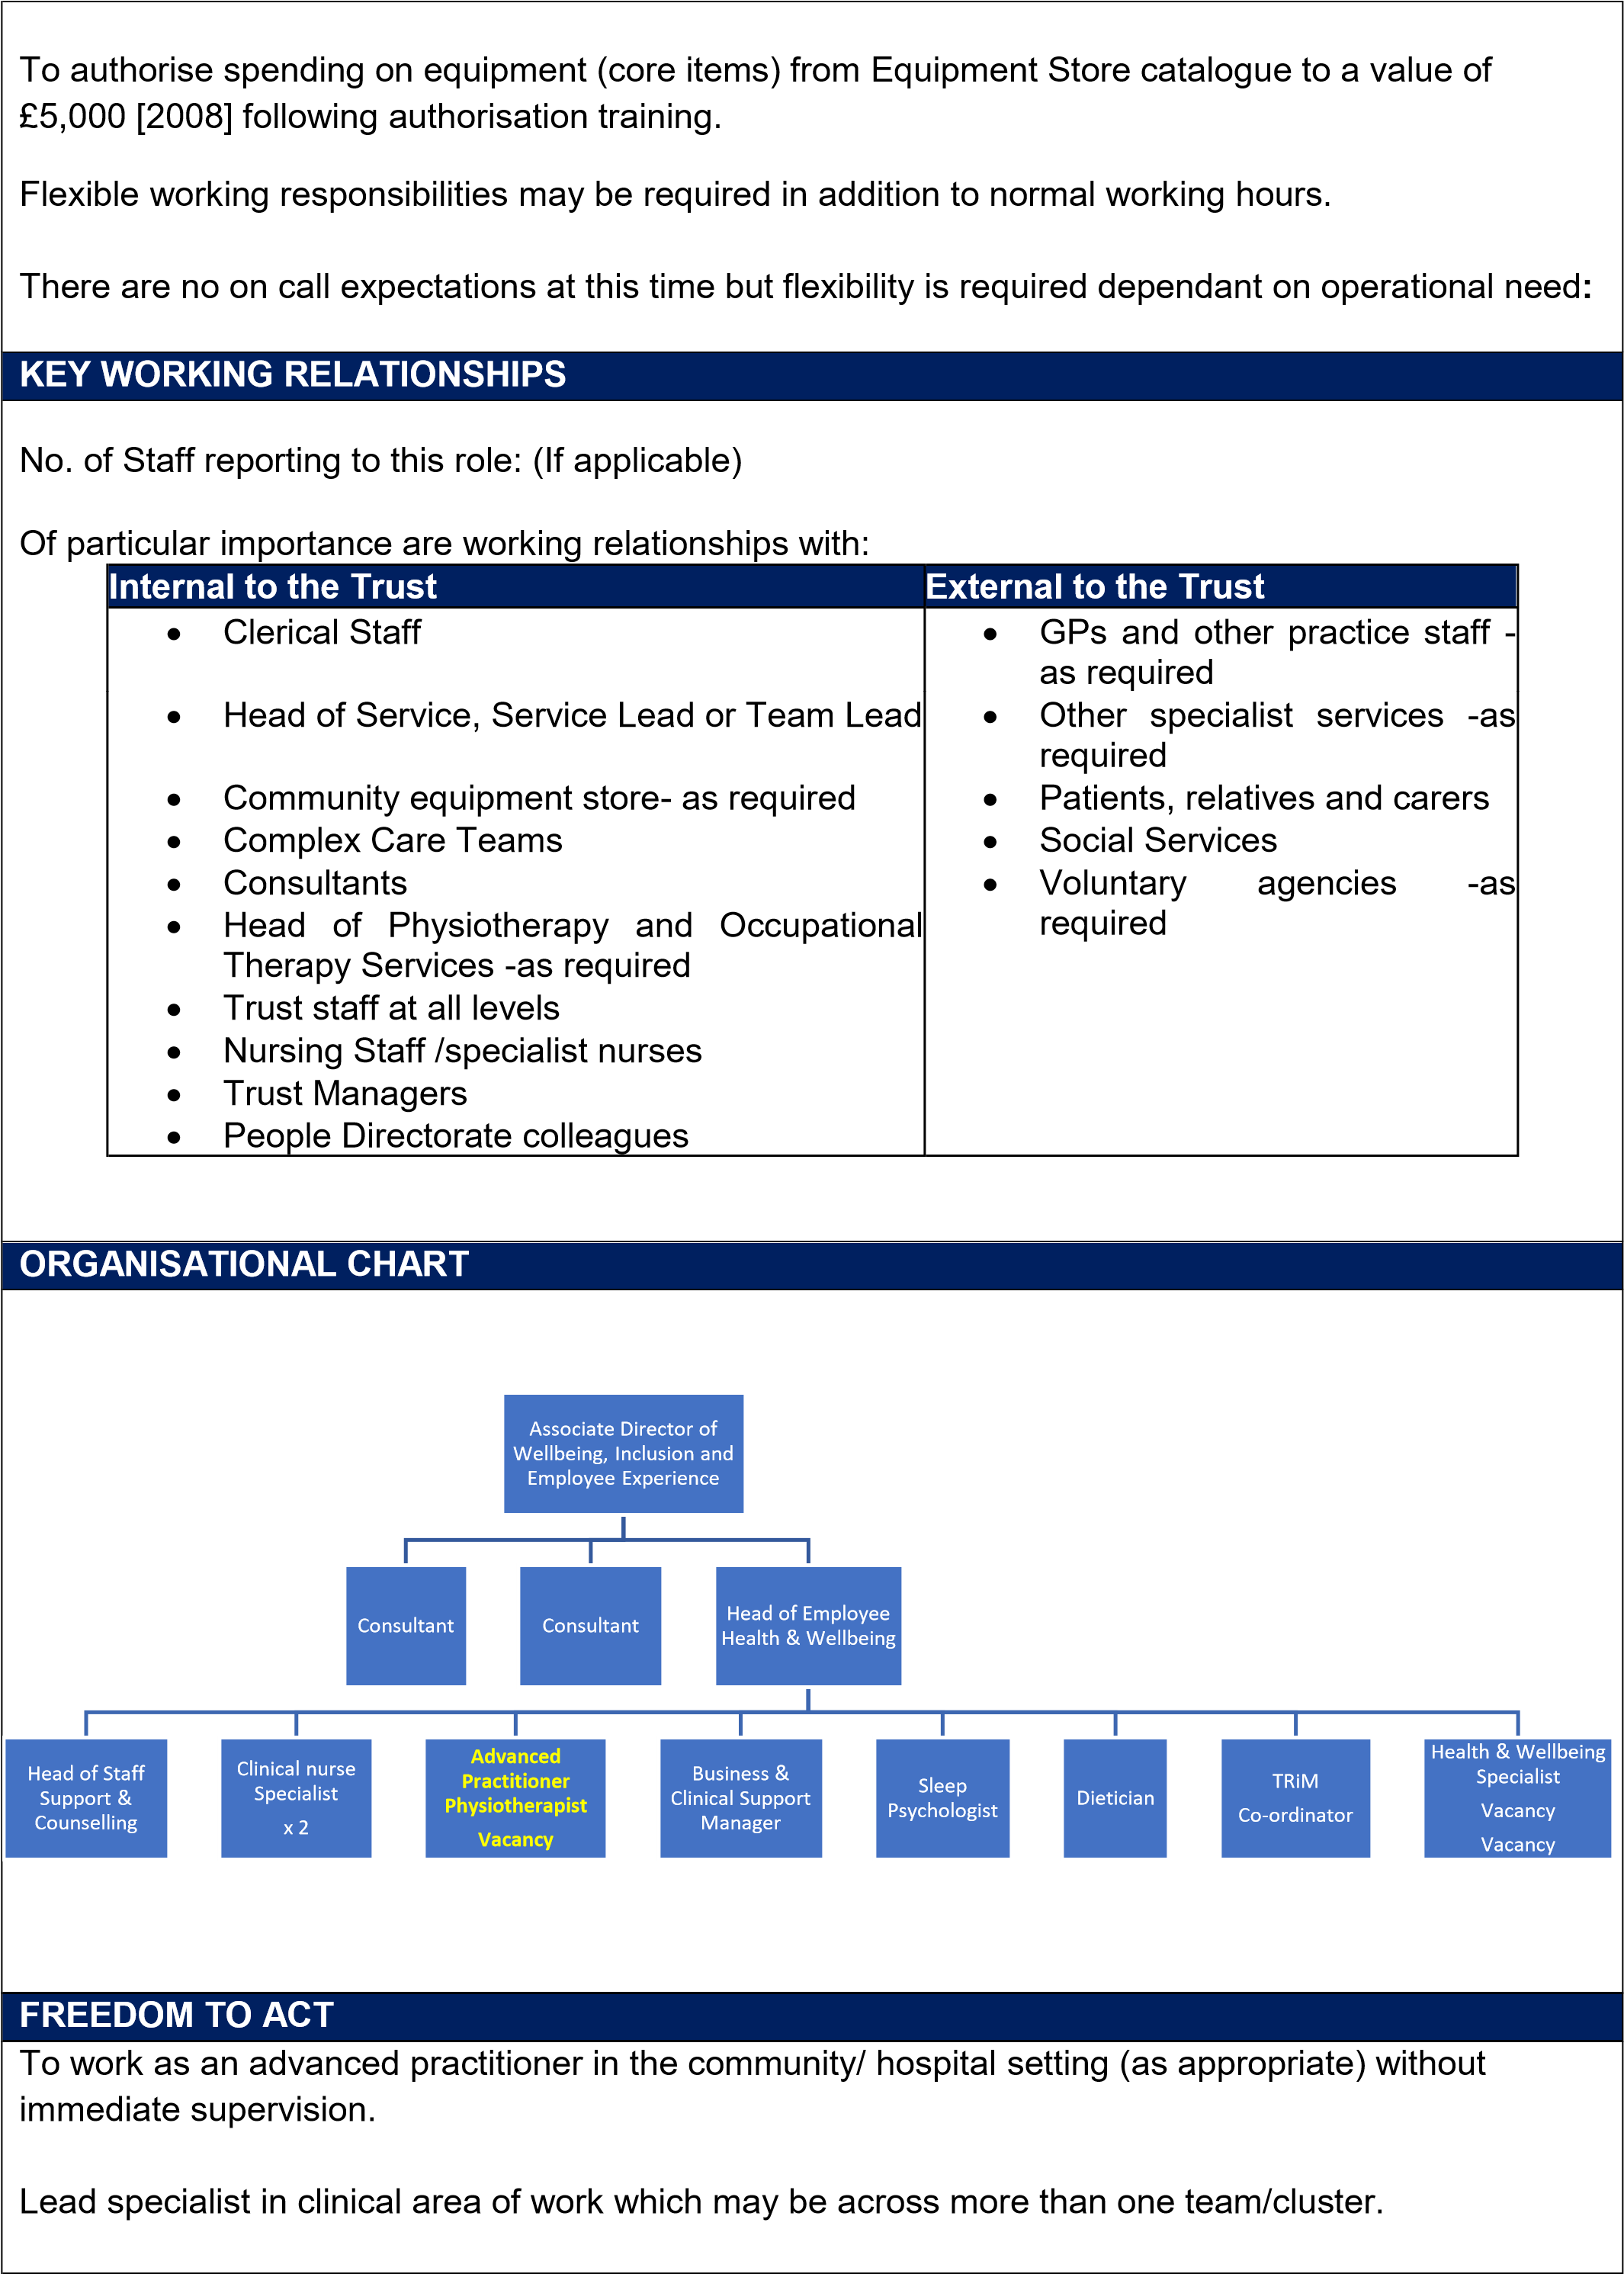 To authorise spending on equipment (core items) from Equipment Store catalogue to a value of
£5,000 [2008] following authorisation training.
Flexible working responsibilities may be required in addition to normal working hours.
There are no on call expectations at this time but flexibility is required dependant on operational need:
KEY WORKING RELATIONSHIPS
No. of Staff reporting to this role: (If applicable)
Of particular importance are working relationships with:
Internal to the Trust
• Clerical Staff
• Head of Service, Service Lead or Team Lead
• Community equipment store- as required
• Complex Care Teams
• Consultants
• Head of Physiotherapy and Occupational
Therapy Services -as required
• Trust staff at all levels
• Nursing Staff /specialist nurses
• Trust Managers
• People Directorate colleagues
External to the Trust
• GPs and other practice staff -
as required
• Other specialist services -as
required
• Patients, relatives and carers
• Social Services
• Voluntary agencies -as
required
ORGANISATIONAL CHART
Associate Director of
Wellbeing, Inclusion and
Employee Experience
Consultant
Consultant
Head of Employee
Health & Wellbeing
Head of Staff
Support &
Counselling
Clinical nurse
Specialist
x 2
Advanced
Practitioner
Physiotherapist
Vacancy
Business &
Clinical Support
Manager
Sleep
Psychologist
Dietician
TRiM
Co-ordinator
Health & Wellbeing
Specialist
Vacancy
Vacancy
FREEDOM TO ACT
To work as an advanced practitioner in the community/ hospital setting (as appropriate) without
immediate supervision.
Lead specialist in clinical area of work which may be across more than one team/cluster.